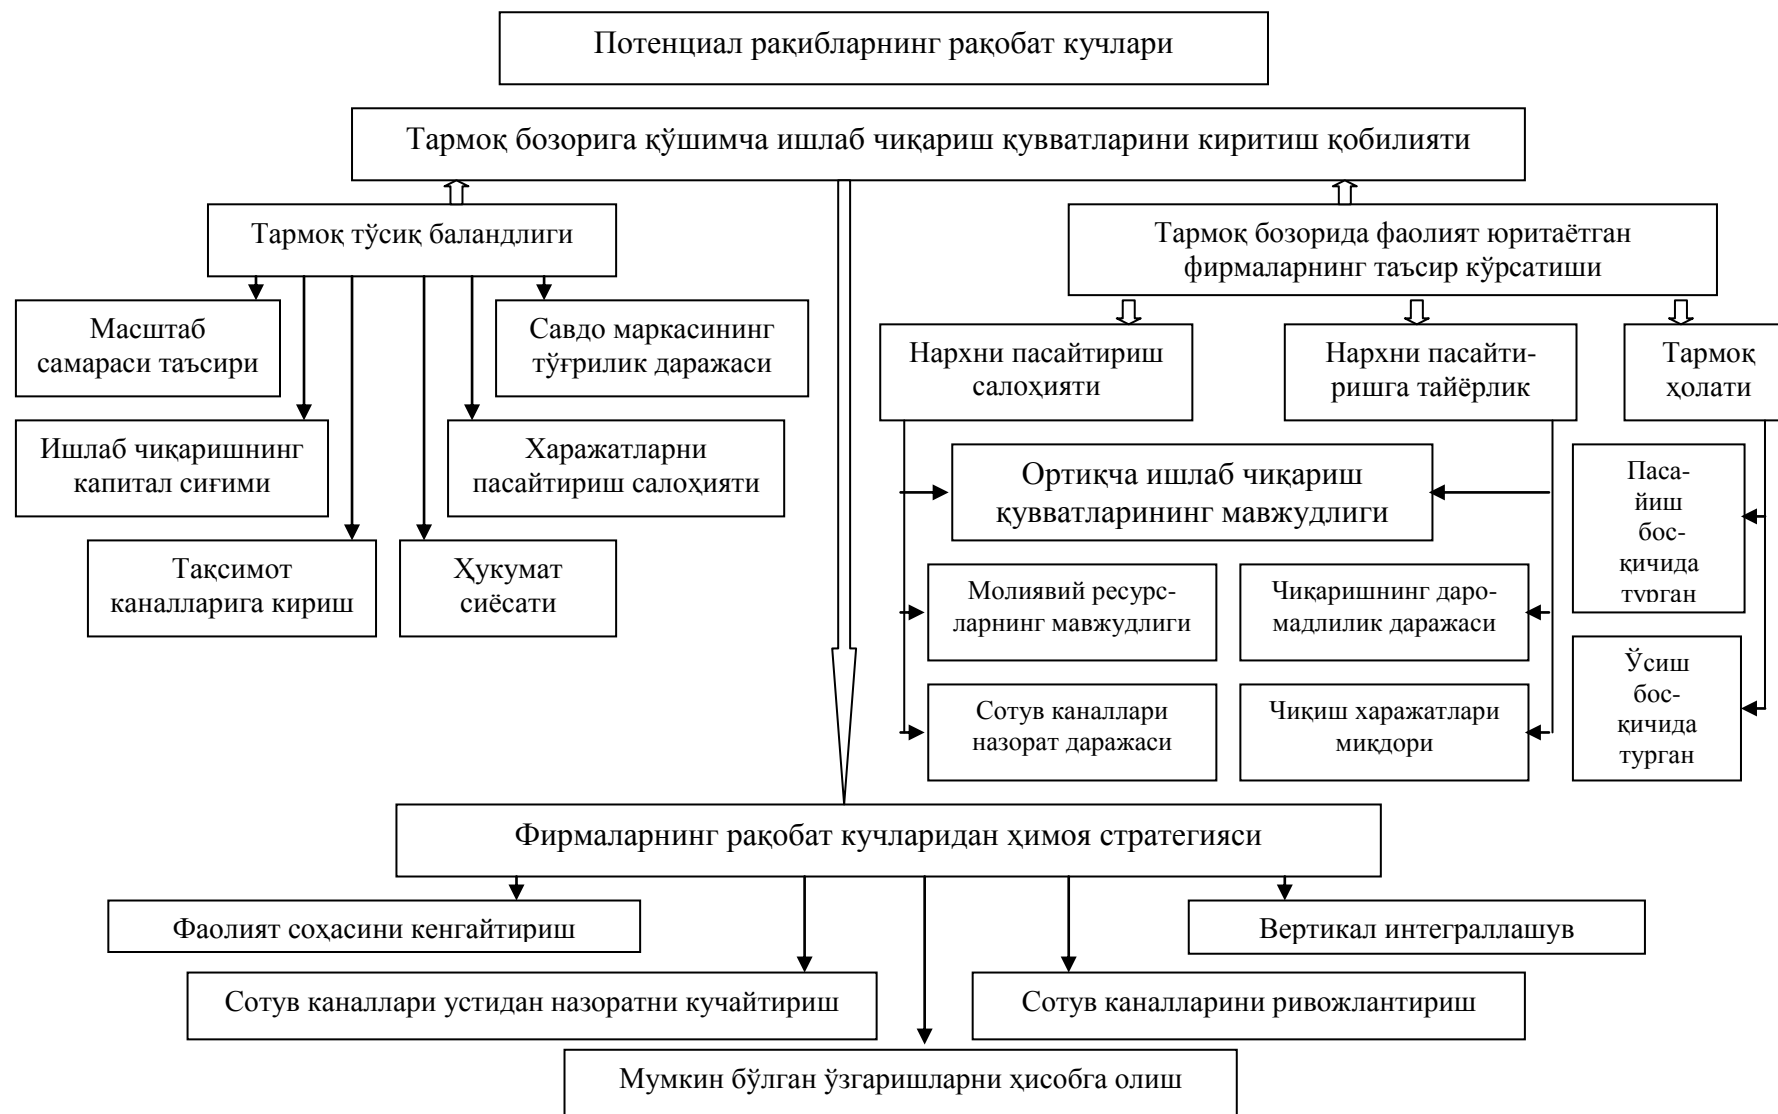 Потенциал рақибларнинг рақобат кучлари
Тармоқ бозорига қўшимча ишлаб чиқариш қувватларини киритиш қобилияти
Тармоқ тўсиқ баландлиги
Тармоқ бозорида фаолият юритаётган
фирмаларнинг таъсир кўрсатиши
Масштаб
самараси таъсири
Савдо маркасининг
тўғрилик даражаси
Ишлаб чиқаришнинг
капитал сиғими
Харажатларни
пасайтириш салоҳияти
Тақсимот
каналларига кириш
Ҳукумат
сиёсати
Нархни пасайтириш
салоҳияти
Нархни пасайти-
ришга тайёрлик
Тармоқ
ҳолати
Ортиқча ишлаб чиқариш
қувватларининг мавжудлиги
Молиявий ресурс-
ларнинг мавжудлиги
Чиқаришнинг даро-
мадлилик даражаси
Сотув каналлари
назорат даражаси
Чиқиш харажатлари
миқдори
Паса-
йиш
бос-
қичида
турган
Ўсиш
бос-
қичида
турган
Фирмаларнинг рақобат кучларидан ҳимоя стратегияси
Фаолият соҳасини кенгайтириш
Вертикал интеграллашув
Сотув каналлари устидан назоратни кучайтириш
Сотув каналларини ривожлантириш
Мумкин бўлган ўзгаришларни ҳисобга олиш